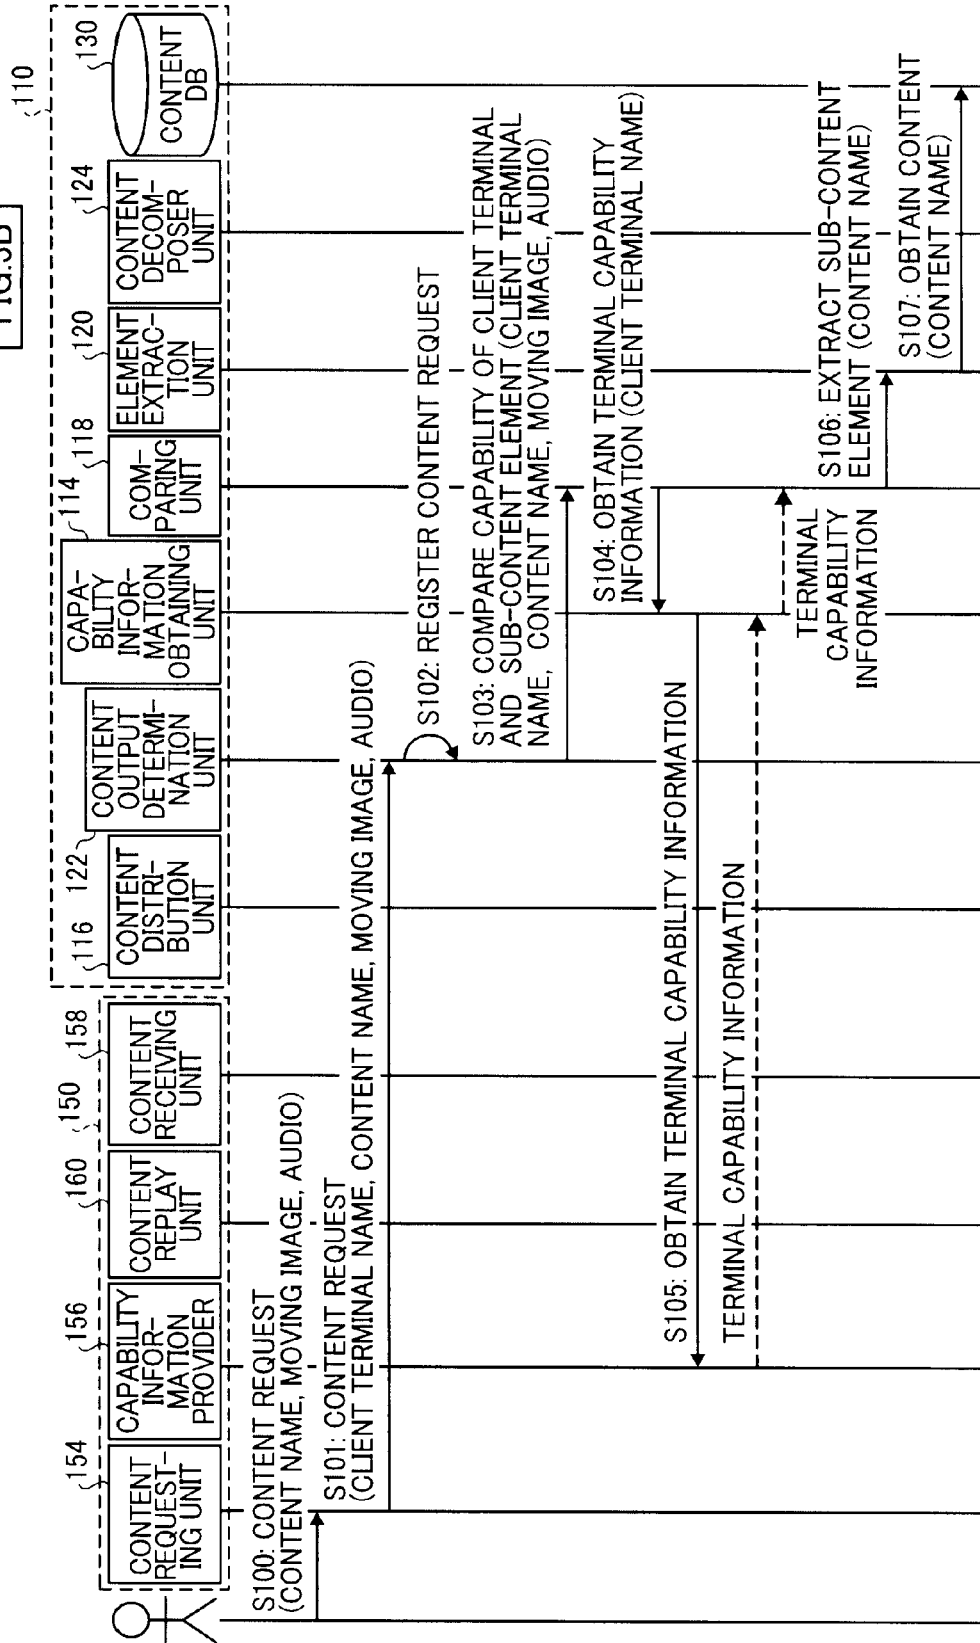 110
150
154
CONTENT
REQUEST-
ING UNIT
156
CAPABILITY
INFOR-
MATION
PROVIDER
160
CONTENT
REPLAY
UNIT
158
CONTENT
RECEIVING
UNIT
116
CONTENT
DISTRI-
BUTION
UNIT
122
CONTENT
OUTPUT
DETERMI-
NATION
UNIT
114
CAPA-
BILITY
INFOR-
MATION
OBTAINING
UNIT
118
COM-
PARING
UNIT
120
ELEMENT
EXTRAC-
TION
UNIT
124
CONTENT
DECOM-
POSER
UNIT
130
CONTENT
DB
S100: CONTENT REQUEST
(CONTENT NAME, MOVING IMAGE, AUDIO)
S101: CONTENT REQUEST
(CLIENT TERMINAL NAME, CONTENT NAME, MOVING IMAGE, AUDIO)
S102: REGISTER CONTENT REQUEST
S103: COMPARE CAPABILITY OF CLIENT TERMINAL
AND SUB-CONTENT ELEMENT (CLIENT TERMINAL
NAME, CONTENT NAME, MOVING IMAGE, AUDIO)
S104: OBTAIN TERMINAL CAPABILITY
INFORMATION (CLIENT TERMINAL NAME)
S105: OBTAIN TERMINAL CAPABILITY INFORMATION
TERMINAL CAPABILITY INFORMATION
TERMINAL
CAPABILITY
INFORMATION
S106: EXTRACT SUB-CONTENT
ELEMENT (CONTENT NAME)
S107: OBTAIN CONTENT
(CONTENT NAME)